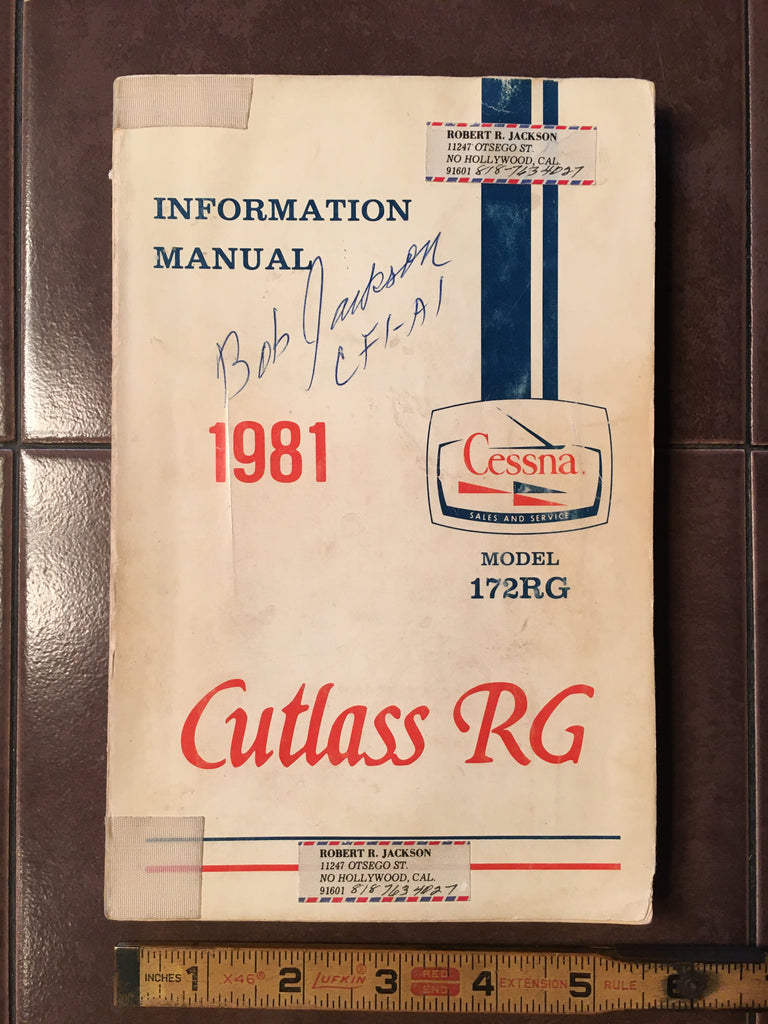 ROBERT R. JACKSON
11247 OTSEGO ST.
NO HOLLYWOOD, CAL.
91601 818-763 4027
INFORMATION
MANUAL
Bob Jackson
CFI-AI
1981
Cessna
SALES AND SERVICE
MODEL
172RG
Cutlass RG
ROBERT R. JACKSON
11247 OTSEGO ST.
NO HOLLYWOOD, CAL.
91601 818 763 4027
INCHES 1 X46® 2 LUFKIN 3 RED END 4 EXTENSION 5 RULE 6